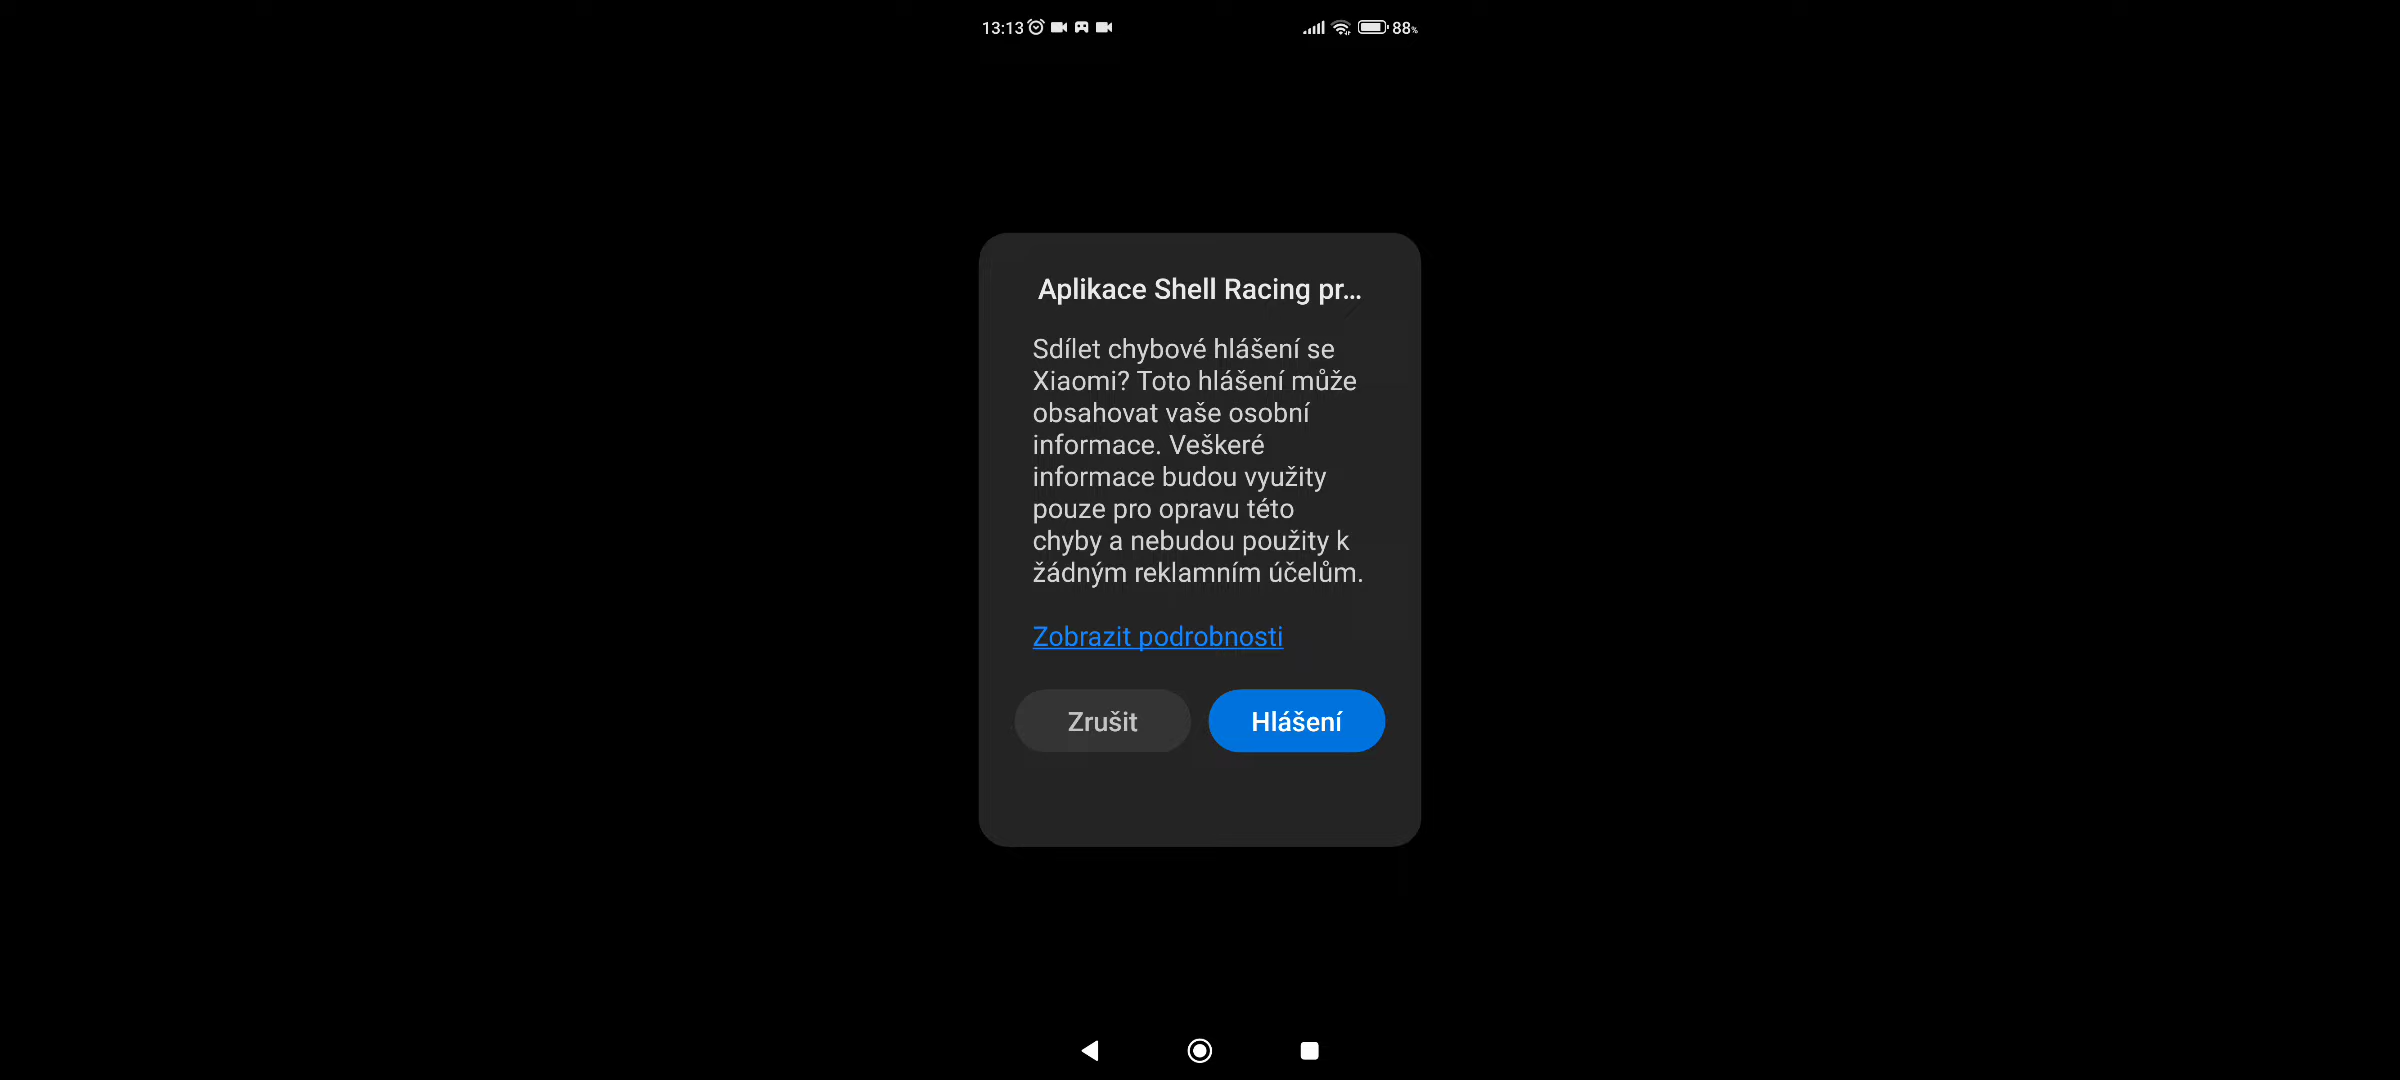 13:13 88%
Aplikace Shell Racing pr...
Sdílet chybové hlášení se
Xiaomi? Toto hlášení může
obsahovat vaše osobní
informace. Veškeré
informace budou využity
pouze pro opravu této
chyby a nebudou použity k
žádným reklamním účelům.
Zobrazit podrobnosti
Zrušit Hlášení